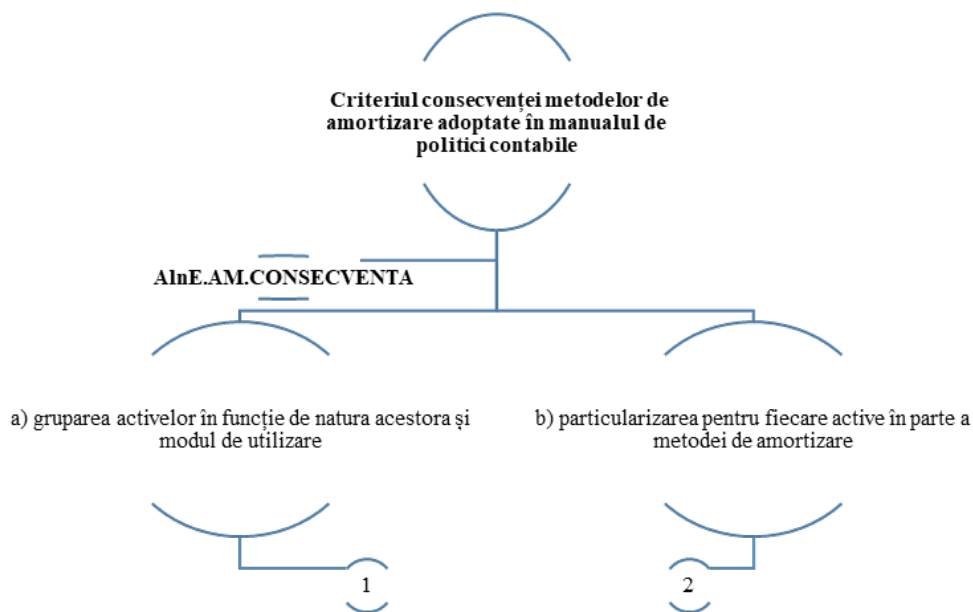 Criteriul consecvenței metodelor de
amortizare adoptate în manualul de
politici contabile
AlnE.AM.CONSECVENTA
a) gruparea activelor în funcție de natura acestora și
modul de utilizare
b) particularizarea pentru fiecare active în parte a
metodei de amortizare
1
2